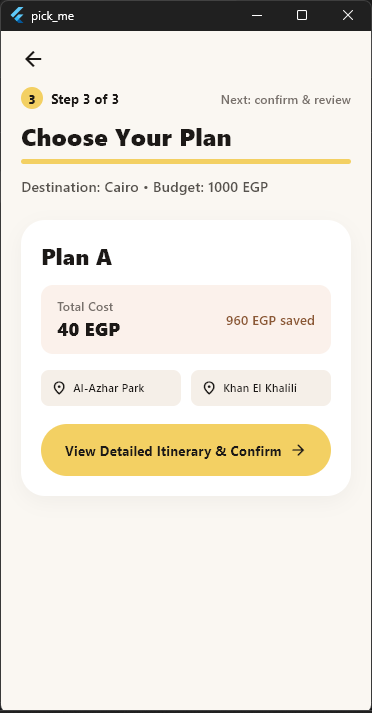 pick_me
3 Step 3 of 3 Next: confirm & review
Choose Your Plan
Destination: Cairo • Budget: 1000 EGP
Plan A
Total Cost
40 EGP 960 EGP saved
Al-Azhar Park Khan El Khalili
View Detailed Itinerary & Confirm →